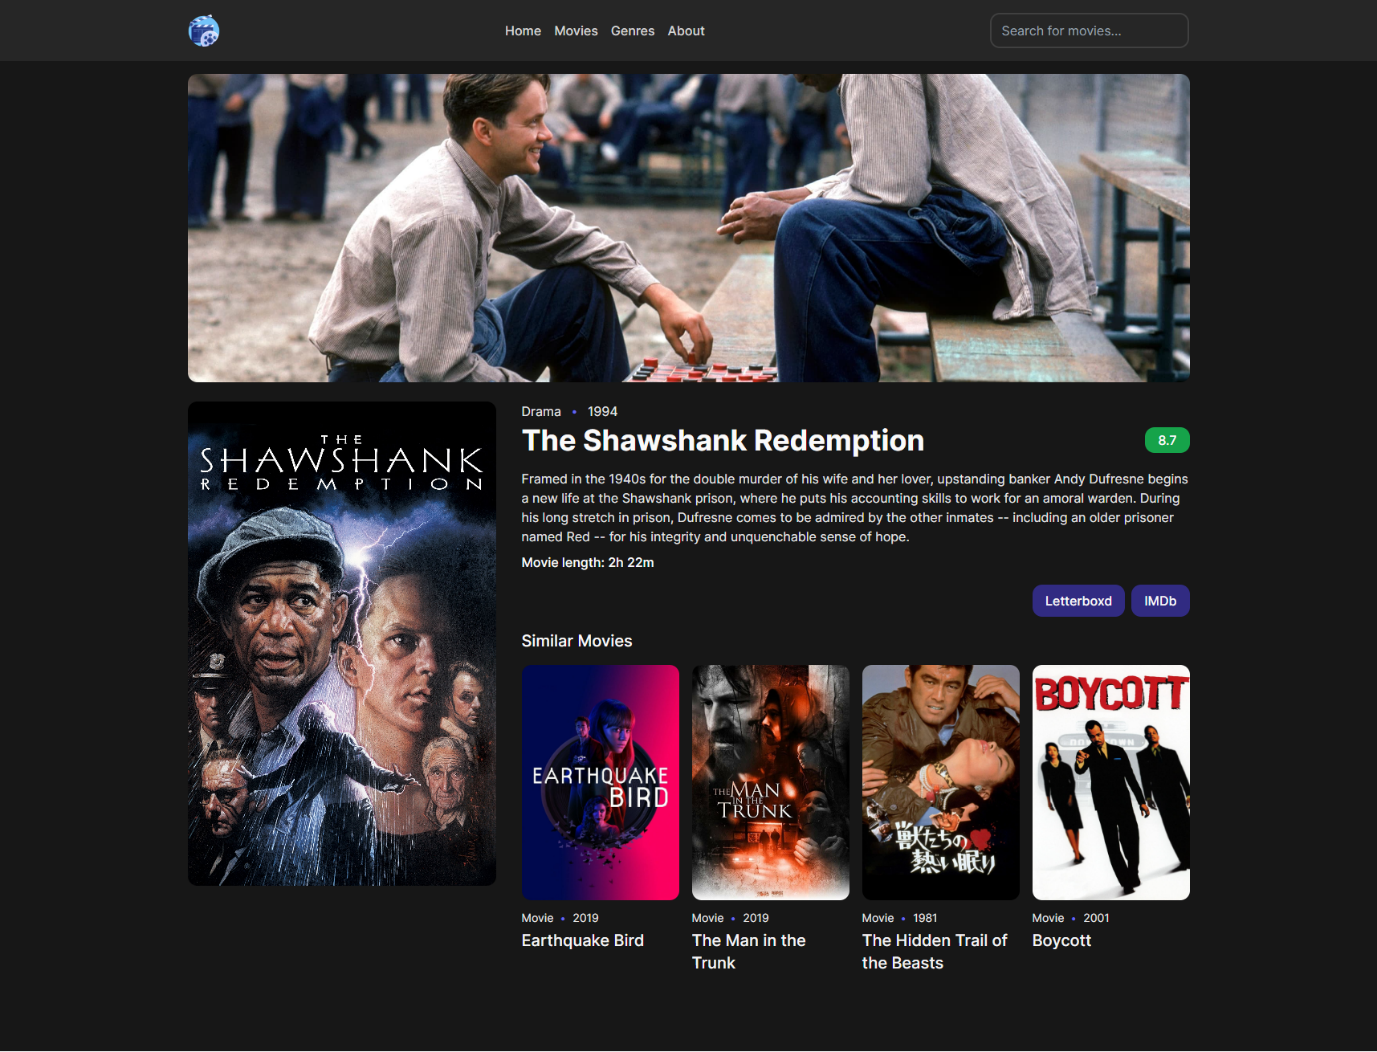 Home Movies Genres About
Search for movies...
Drama • 1994
The Shawshank Redemption
8.7
Framed in the 1940s for the double murder of his wife and her lover, upstanding banker Andy Dufresne begins
a new life at the Shawshank prison, where he puts his accounting skills to work for an amoral warden. During
his long stretch in prison, Dufresne comes to be admired by the other inmates -- including an older prisoner
named Red -- for his integrity and unquenchable sense of hope.
Movie length: 2h 22m
Letterboxd
IMDb
THE
SHAWSHANK
REDEMPTION
Similar Movies
EARTHQUAKE
BIRD
THE MAN
IN THE
TRUNK
獣たちの
熱い眠り
BOYCOTT
Movie • 2019
Earthquake Bird
Movie • 2019
The Man in the
Trunk
Movie • 1981
The Hidden Trail of
the Beasts
Movie • 2001
Boycott